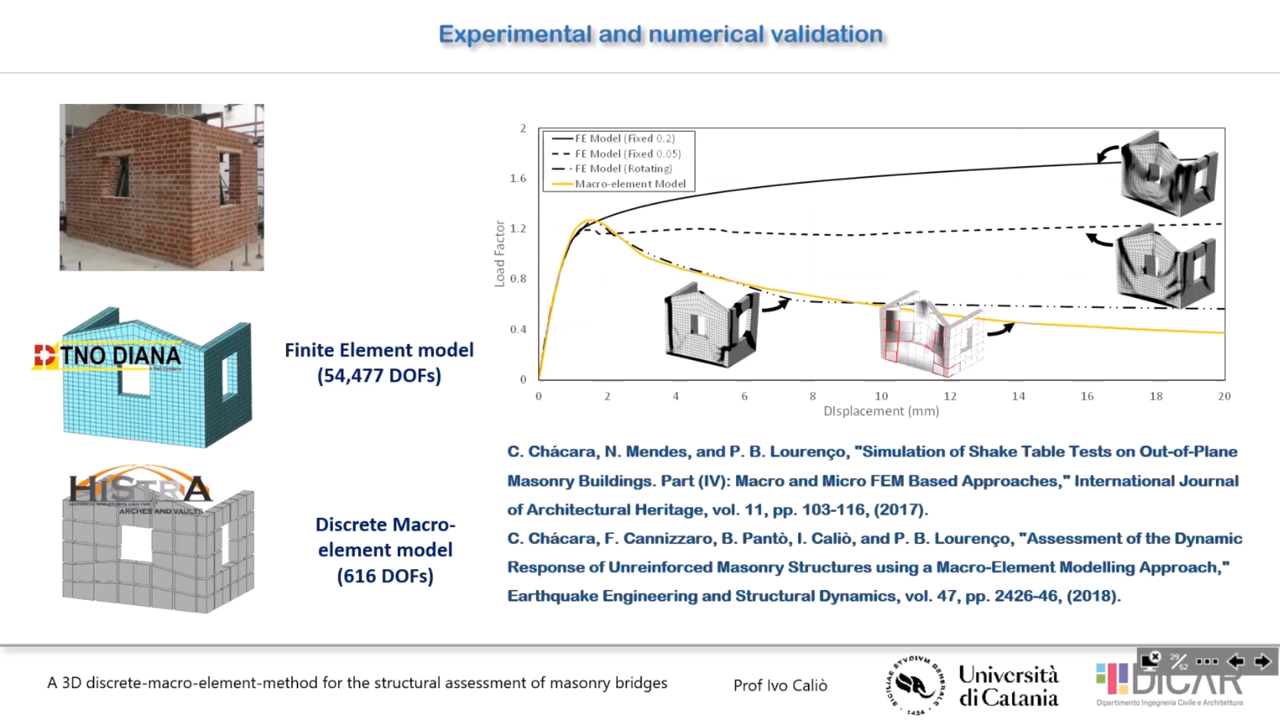 Experimental and numerical validation
2
1.6
1.2
0.8
0.4
0
Load Factor
FE Model (Fixed 0.2)
FE Model (Fixed 0.05)
FE Model (Rotating)
Macro-element Model
0 2 4 6 8 10 12 14 16 18 20
DIsplacement (mm)
TNO DIANA
Finite Element model
(54,477 DOFs)
HISTRA
ARCHES AND VAULTS
Discrete Macro-
element model
(616 DOFs)
C. Chácara, N. Mendes, and P. B. Lourenço, "Simulation of Shake Table Tests on Out-of-Plane
Masonry Buildings. Part (IV): Macro and Micro FEM Based Approaches," International Journal
of Architectural Heritage, vol. 11, pp. 103-116, (2017).
C. Chácara, F. Cannizzaro, B. Pantò, I. Caliò, and P. B. Lourenço, "Assessment of the Dynamic
Response of Unreinforced Masonry Structures using a Macro-Element Modelling Approach,"
Earthquake Engineering and Structural Dynamics, vol. 47, pp. 2426-46, (2018).
A 3D discrete-macro-element-method for the structural assessment of masonry bridges
Prof Ivo Caliò
SICILIAE STVDIVM GENERALE
1434
Università
di Catania
DICAR
Dipartimento Ingegneria Civile e Architettura
29/62